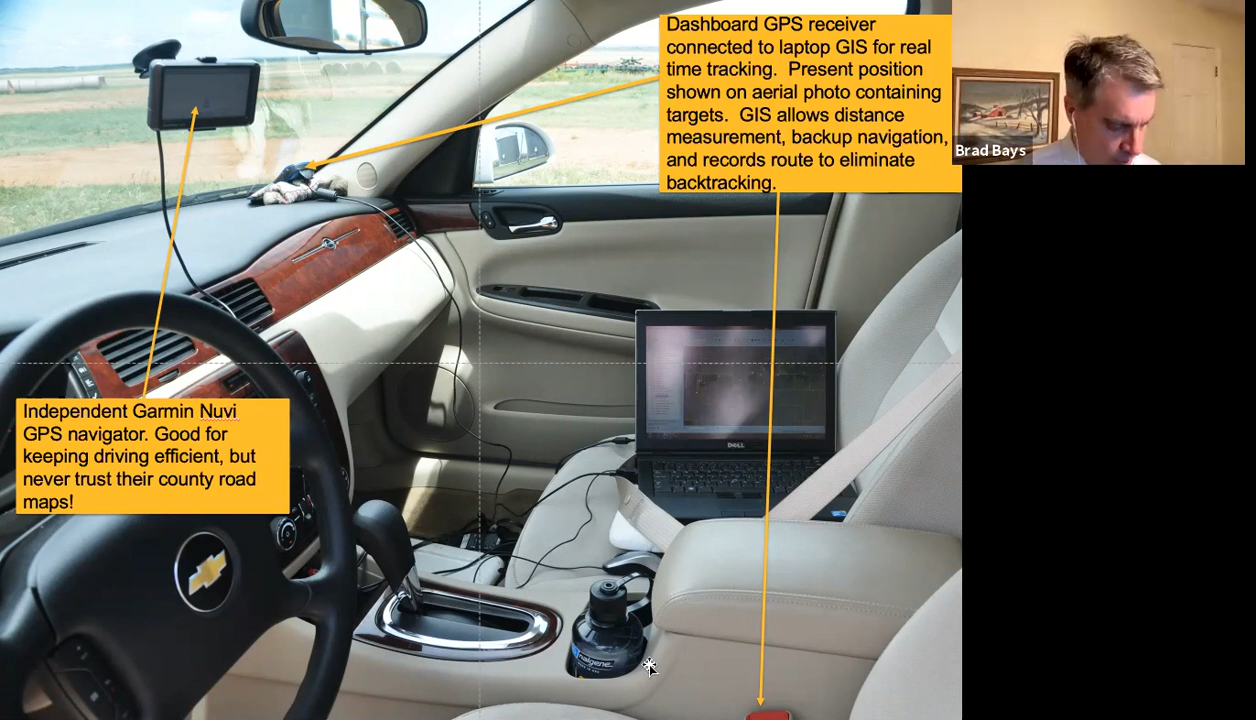 Dashboard GPS receiver
connected to laptop GIS for real
time tracking.  Present position
shown on aerial photo containing
targets.  GIS allows distance
measurement, backup navigation,
and records route to eliminate
backtracking.
Brad Bays
Independent Garmin Nuvi
GPS navigator. Good for
keeping driving efficient, but
never trust their county road
maps!
DELL
nalgene